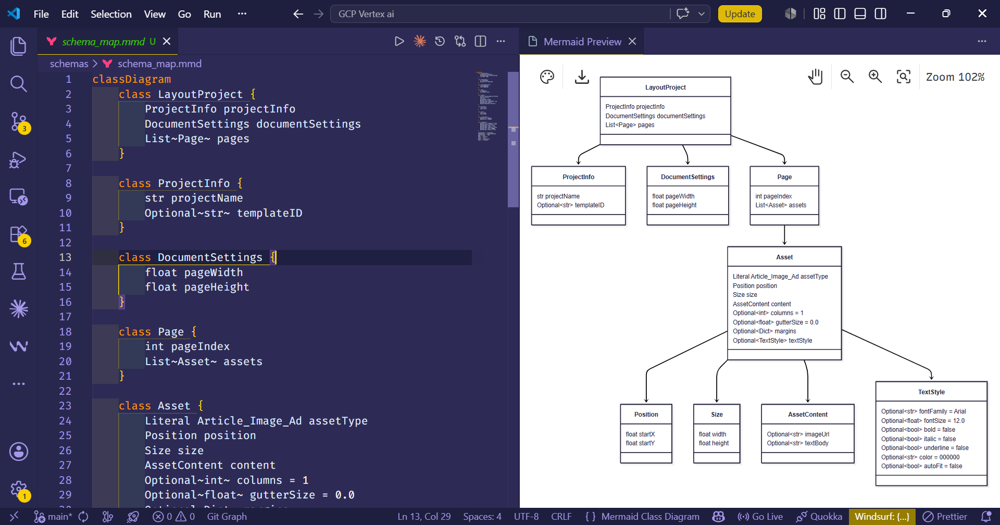 File Edit Selection View Go Run ···
GCP Vertex ai
Update
schema_map.mmd U
Mermaid Preview
schemas > schema_map.mmd
1 classDiagram
2 class LayoutProject {
3 ProjectInfo projectInfo
4 DocumentSettings documentSettings
5 List~Page~ pages
6 }
7
8 class ProjectInfo {
9 str projectName
10 Optional~str~ templateID
11 }
12
13 class DocumentSettings {
14 float pageWidth
15 float pageHeight
16 }
17
18 class Page {
19 int pageIndex
20 List~Asset~ assets
21 }
22
23 class Asset {
24 Literal Article_Image_Ad assetType
25 Position position
26 Size size
27 AssetContent content
28 Optional~int~ columns = 1
29 Optional~float~ gutterSize = 0.0
3
6
1
Zoom 102%
LayoutProject
ProjectInfo projectInfo
DocumentSettings documentSettings
List<Page> pages
ProjectInfo
str projectName
Optional<str> templateID
DocumentSettings
float pageWidth
float pageHeight
Page
int pageIndex
List<Asset> assets
Asset
Literal Article_Image_Ad assetType
Position position
Size size
AssetContent content
Optional<int> columns = 1
Optional<float> gutterSize = 0.0
Optional<Dict> margins
Optional<TextStyle> textStyle
Position
float startX
float startY
Size
float width
float height
AssetContent
Optional<str> imageUrl
Optional<str> textBody
TextStyle
Optional<str> fontFamily = Arial
Optional<float> fontSize = 12.0
Optional<bool> bold = false
Optional<bool> italic = false
Optional<bool> underline = false
Optional<str> color = 000000
Optional<bool> autoFit = false
main* 0 0 Git Graph Ln 13, Col 29 Spaces: 4 UTF-8 CRLF { } Mermaid Class Diagram Go Live Quokka Windsurf: {...} Prettier